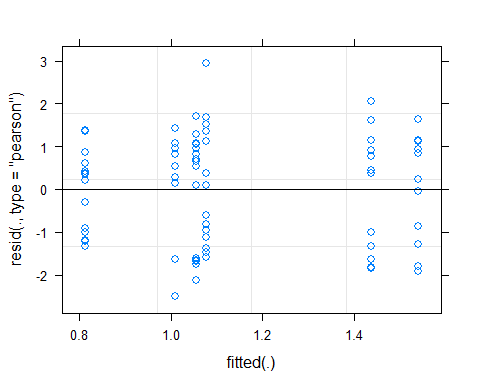 resid(., type = "pearson")
3
2
1
0
-1
-2
0.8 1.0 1.2 1.4
fitted(.)